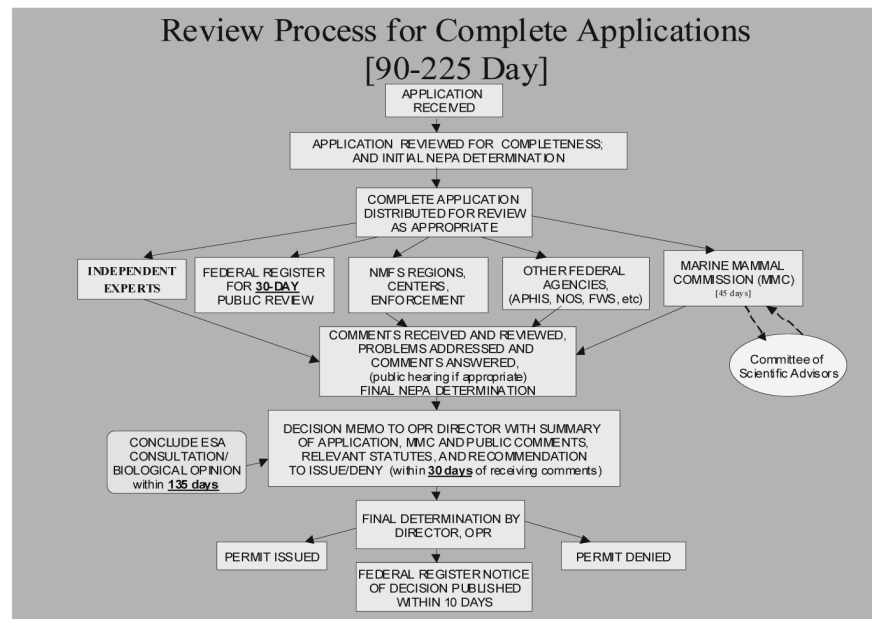 Review Process for Complete Applications
[90-225 Day]
APPLICATION
RECEIVED
APPLICATION REVIEWED FOR COMPLETENESS;
AND INITIAL NEPA DETERMINATION
COMPLETE APPLICATION
DISTRIBUTED FOR REVIEW
AS APPROPRIATE
INDEPENDENT
EXPERTS
FEDERAL REGISTER
FOR 30-DAY
PUBLIC REVIEW
NMFS REGIONS,
CENTERS,
ENFORCEMENT
OTHER FEDERAL
AGENCIES,
(APHIS, NOS, FWS, etc)
MARINE MAMMAL
COMMISSION (MMC)
[45 days]
COMMENTS RECEIVED AND REVIEWED,
PROBLEMS ADDRESSED AND
COMMENTS ANSWERED,
(public hearing if appropriate)
FINAL NEPA DETERMINATION
Committee of
Scientific Advisors
CONCLUDE ESA
CONSULTATION/
BIOLOGICAL OPINION
within 135 days
DECISION MEMO TO OPR DIRECTOR WITH SUMMARY
OF APPLICATION, MMC AND PUBLIC COMMENTS,
RELEVANT STATUTES, AND RECOMMENDATION
TO ISSUE/DENY (within 30 days of receiving comments)
FINAL DETERMINATION BY
DIRECTOR, OPR
PERMIT ISSUED
PERMIT DENIED
FEDERAL REGISTER NOTICE
OF DECISION PUBLISHED
WITHIN 10 DAYS